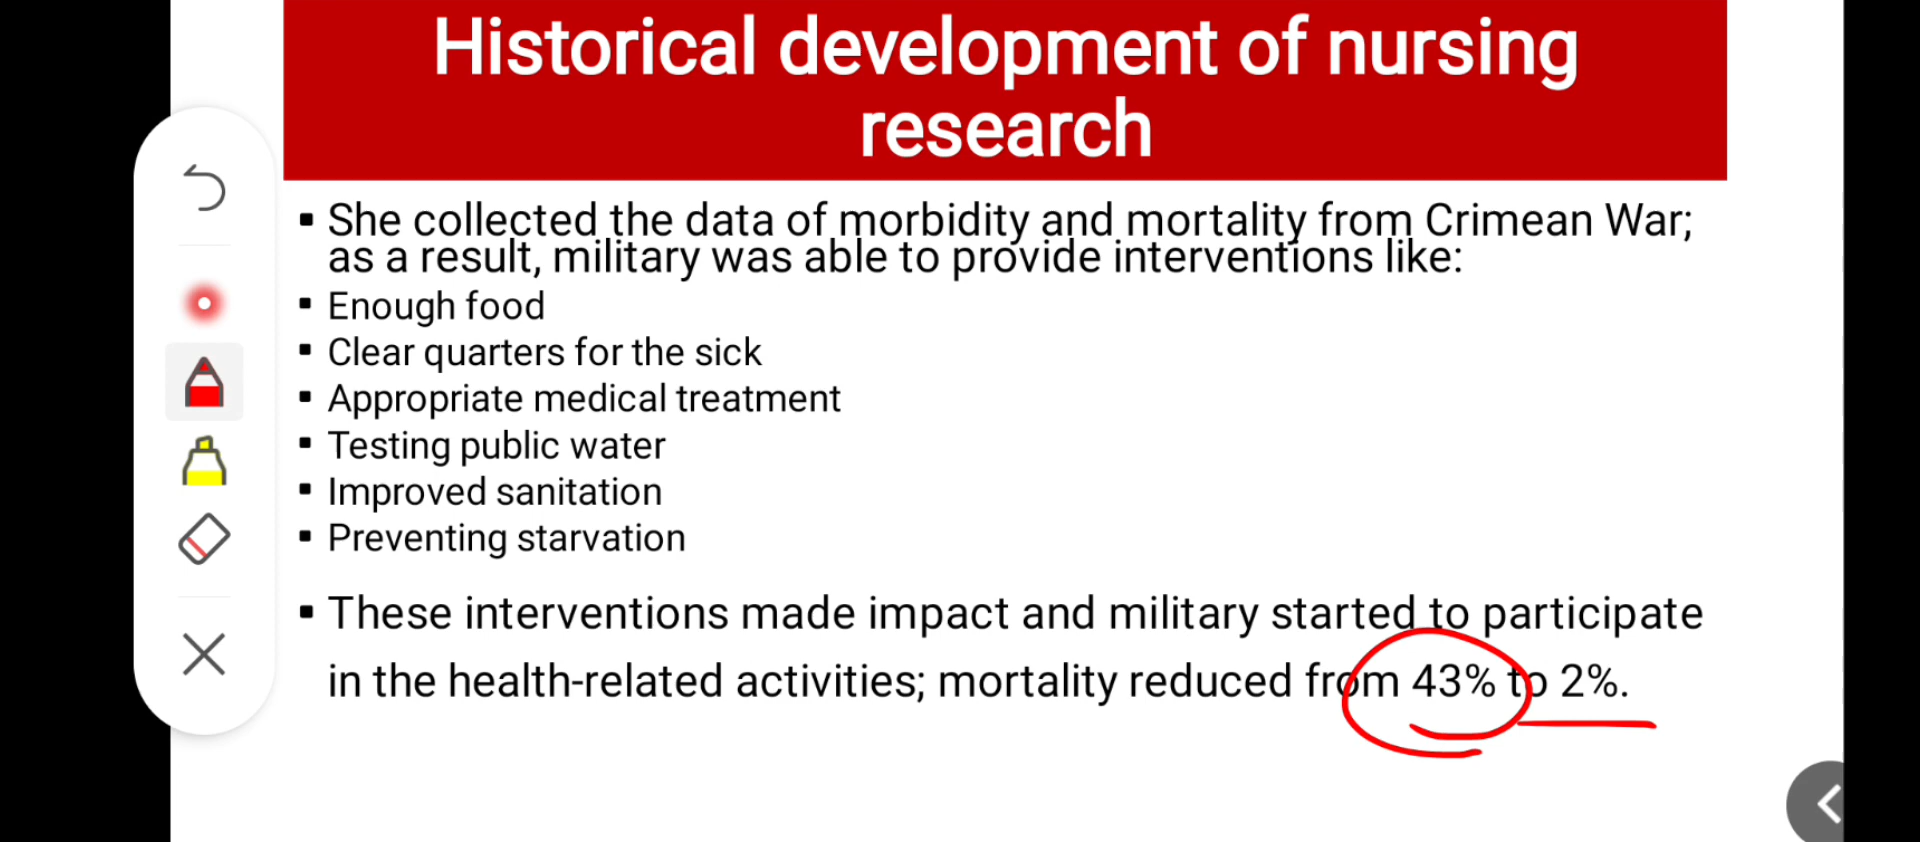 Historical development of nursing
research
▪ She collected the data of morbidity and mortality from Crimean War;
as a result, military was able to provide interventions like:
▪ Enough food
▪ Clear quarters for the sick
▪ Appropriate medical treatment
▪ Testing public water
▪ Improved sanitation
▪ Preventing starvation
▪ These interventions made impact and military started to participate
in the health-related activities; mortality reduced from 43% to 2%.